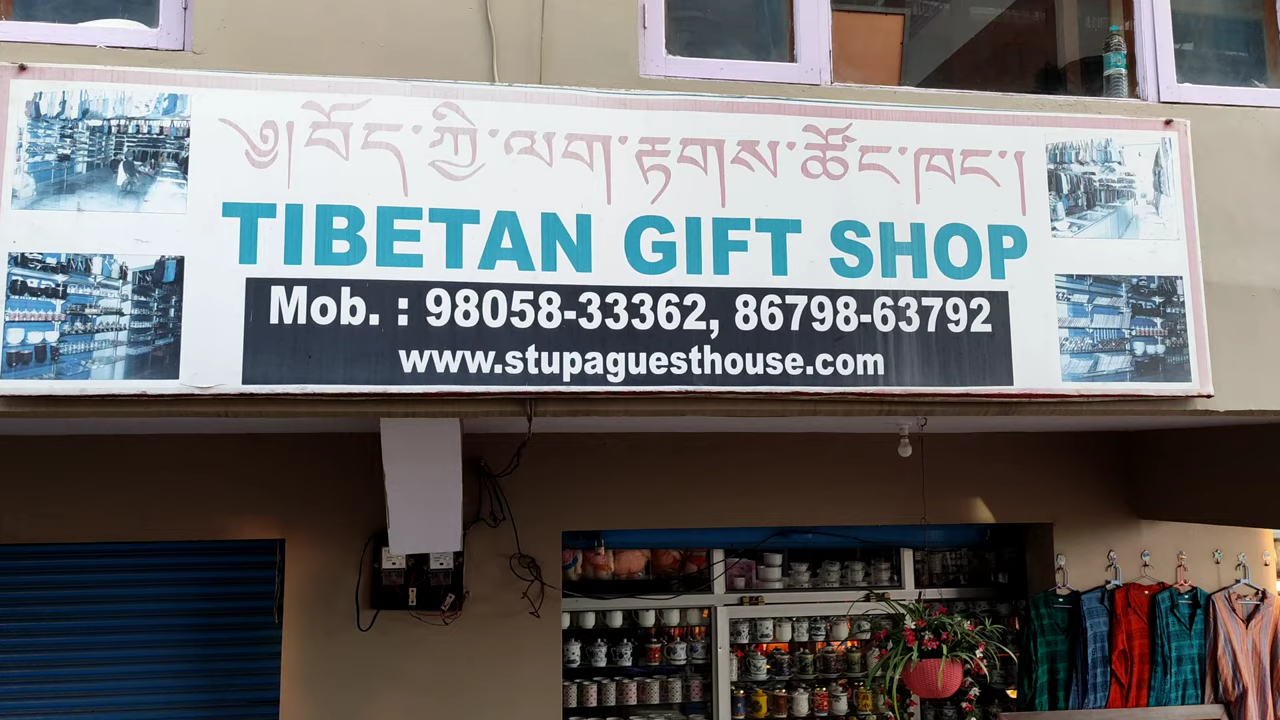 ༄།བོད་ཀྱི་ལག་རྟགས་ཚོང་ཁང་།
TIBETAN GIFT SHOP
Mob. : 98058-33362, 86798-63792
www.stupaguesthouse.com